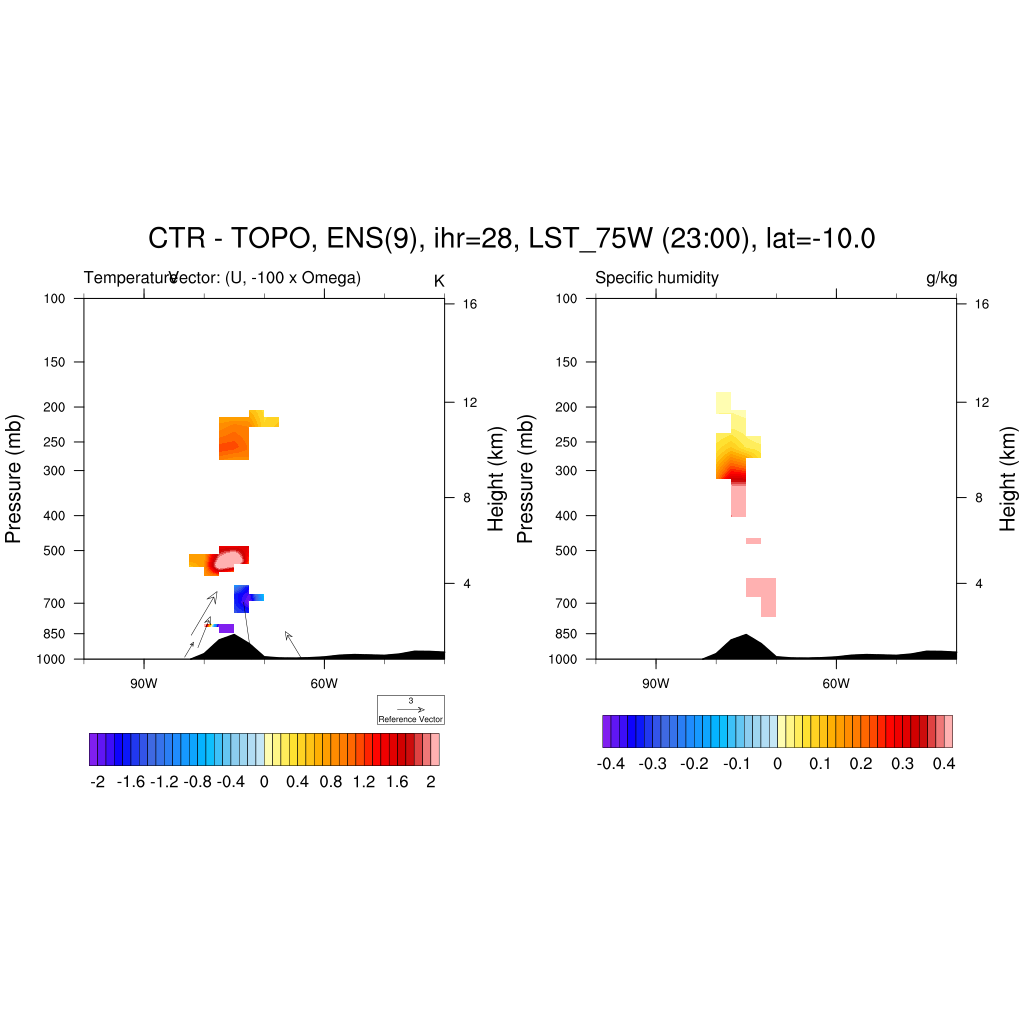 CTR - TOPO, ENS(9), ihr=28, LST_75W (23:00), lat=-10.0
Temperature Vector: (U, -100 x Omega) K
Specific humidity g/kg
100
150
200
250
300
400
500
700
850
1000
Pressure (mb)
16
12
8
4
Height (km)
90W 60W
3
Reference Vector
-2 -1.6 -1.2 -0.8 -0.4 0 0.4 0.8 1.2 1.6 2
100
150
200
250
300
400
500
700
850
1000
Pressure (mb)
16
12
8
4
Height (km)
90W 60W
-0.4 -0.3 -0.2 -0.1 0 0.1 0.2 0.3 0.4